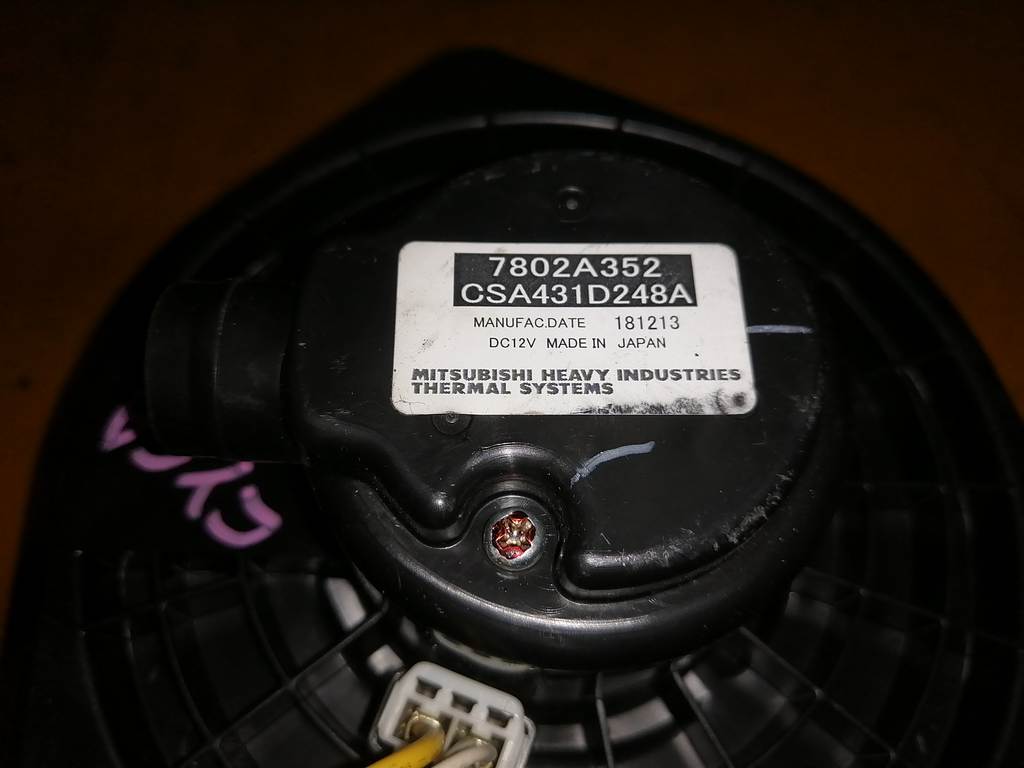 7802A352
CSA431D248A
MANUFAC.DATE 181213
DC12V MADE IN JAPAN
MITSUBISHI HEAVY INDUSTRIES
THERMAL SYSTEMS